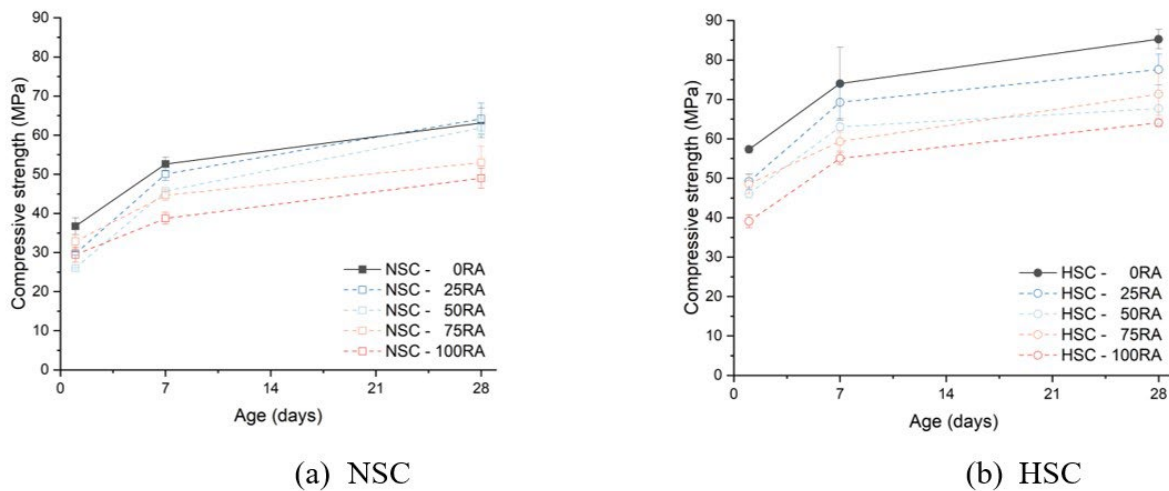 90
80
70
60
50
40
30
20
10
0
Compressive strength (MPa)
NSC - 0RA
NSC - 25RA
NSC - 50RA
NSC - 75RA
NSC - 100RA
0 7 14 21 28
Age (days)
(a) NSC
90
80
70
60
50
40
30
20
10
0
Compressive strength (MPa)
HSC - 0RA
HSC - 25RA
HSC - 50RA
HSC - 75RA
HSC - 100RA
0 7 14 21 28
Age (days)
(b) HSC